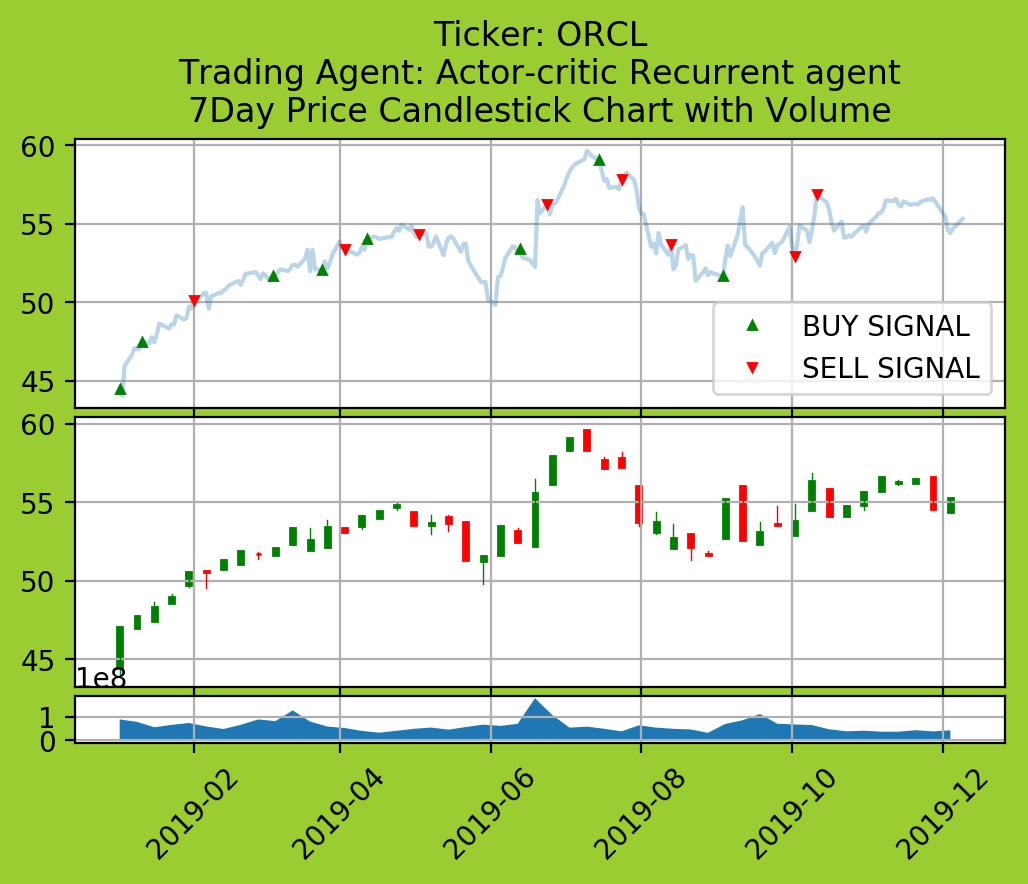 Ticker: ORCL
Trading Agent: Actor-critic Recurrent agent
7Day Price Candlestick Chart with Volume
60
55
50
45
BUY SIGNAL
SELL SIGNAL
60
55
50
45
1e8
1
0
2019-02
2019-04
2019-06
2019-08
2019-10
2019-12